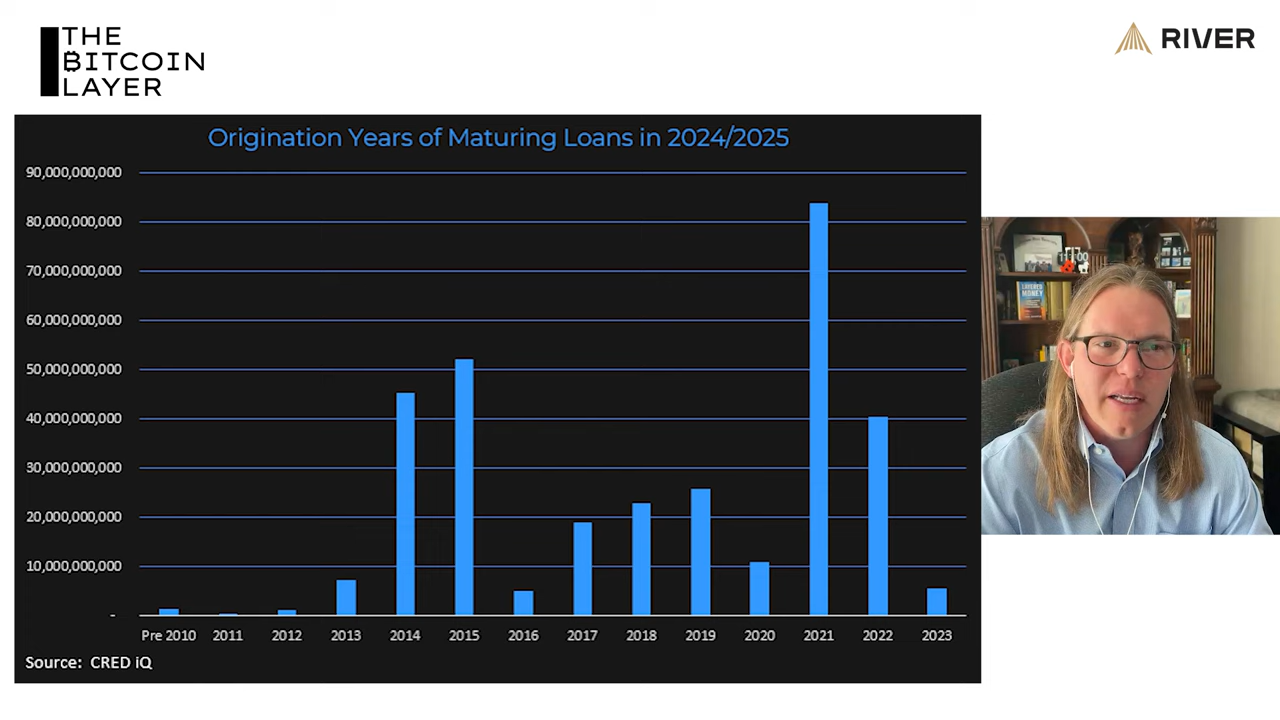 THE
BITCOIN
LAYER
RIVER
Origination Years of Maturing Loans in 2024/2025
90,000,000,000
80,000,000,000
70,000,000,000
60,000,000,000
50,000,000,000
40,000,000,000
30,000,000,000
20,000,000,000
10,000,000,000
-
Pre 2010 2011 2012 2013 2014 2015 2016 2017 2018 2019 2020 2021 2022 2023
Source: CRED iQ
LAYERED
MONEY